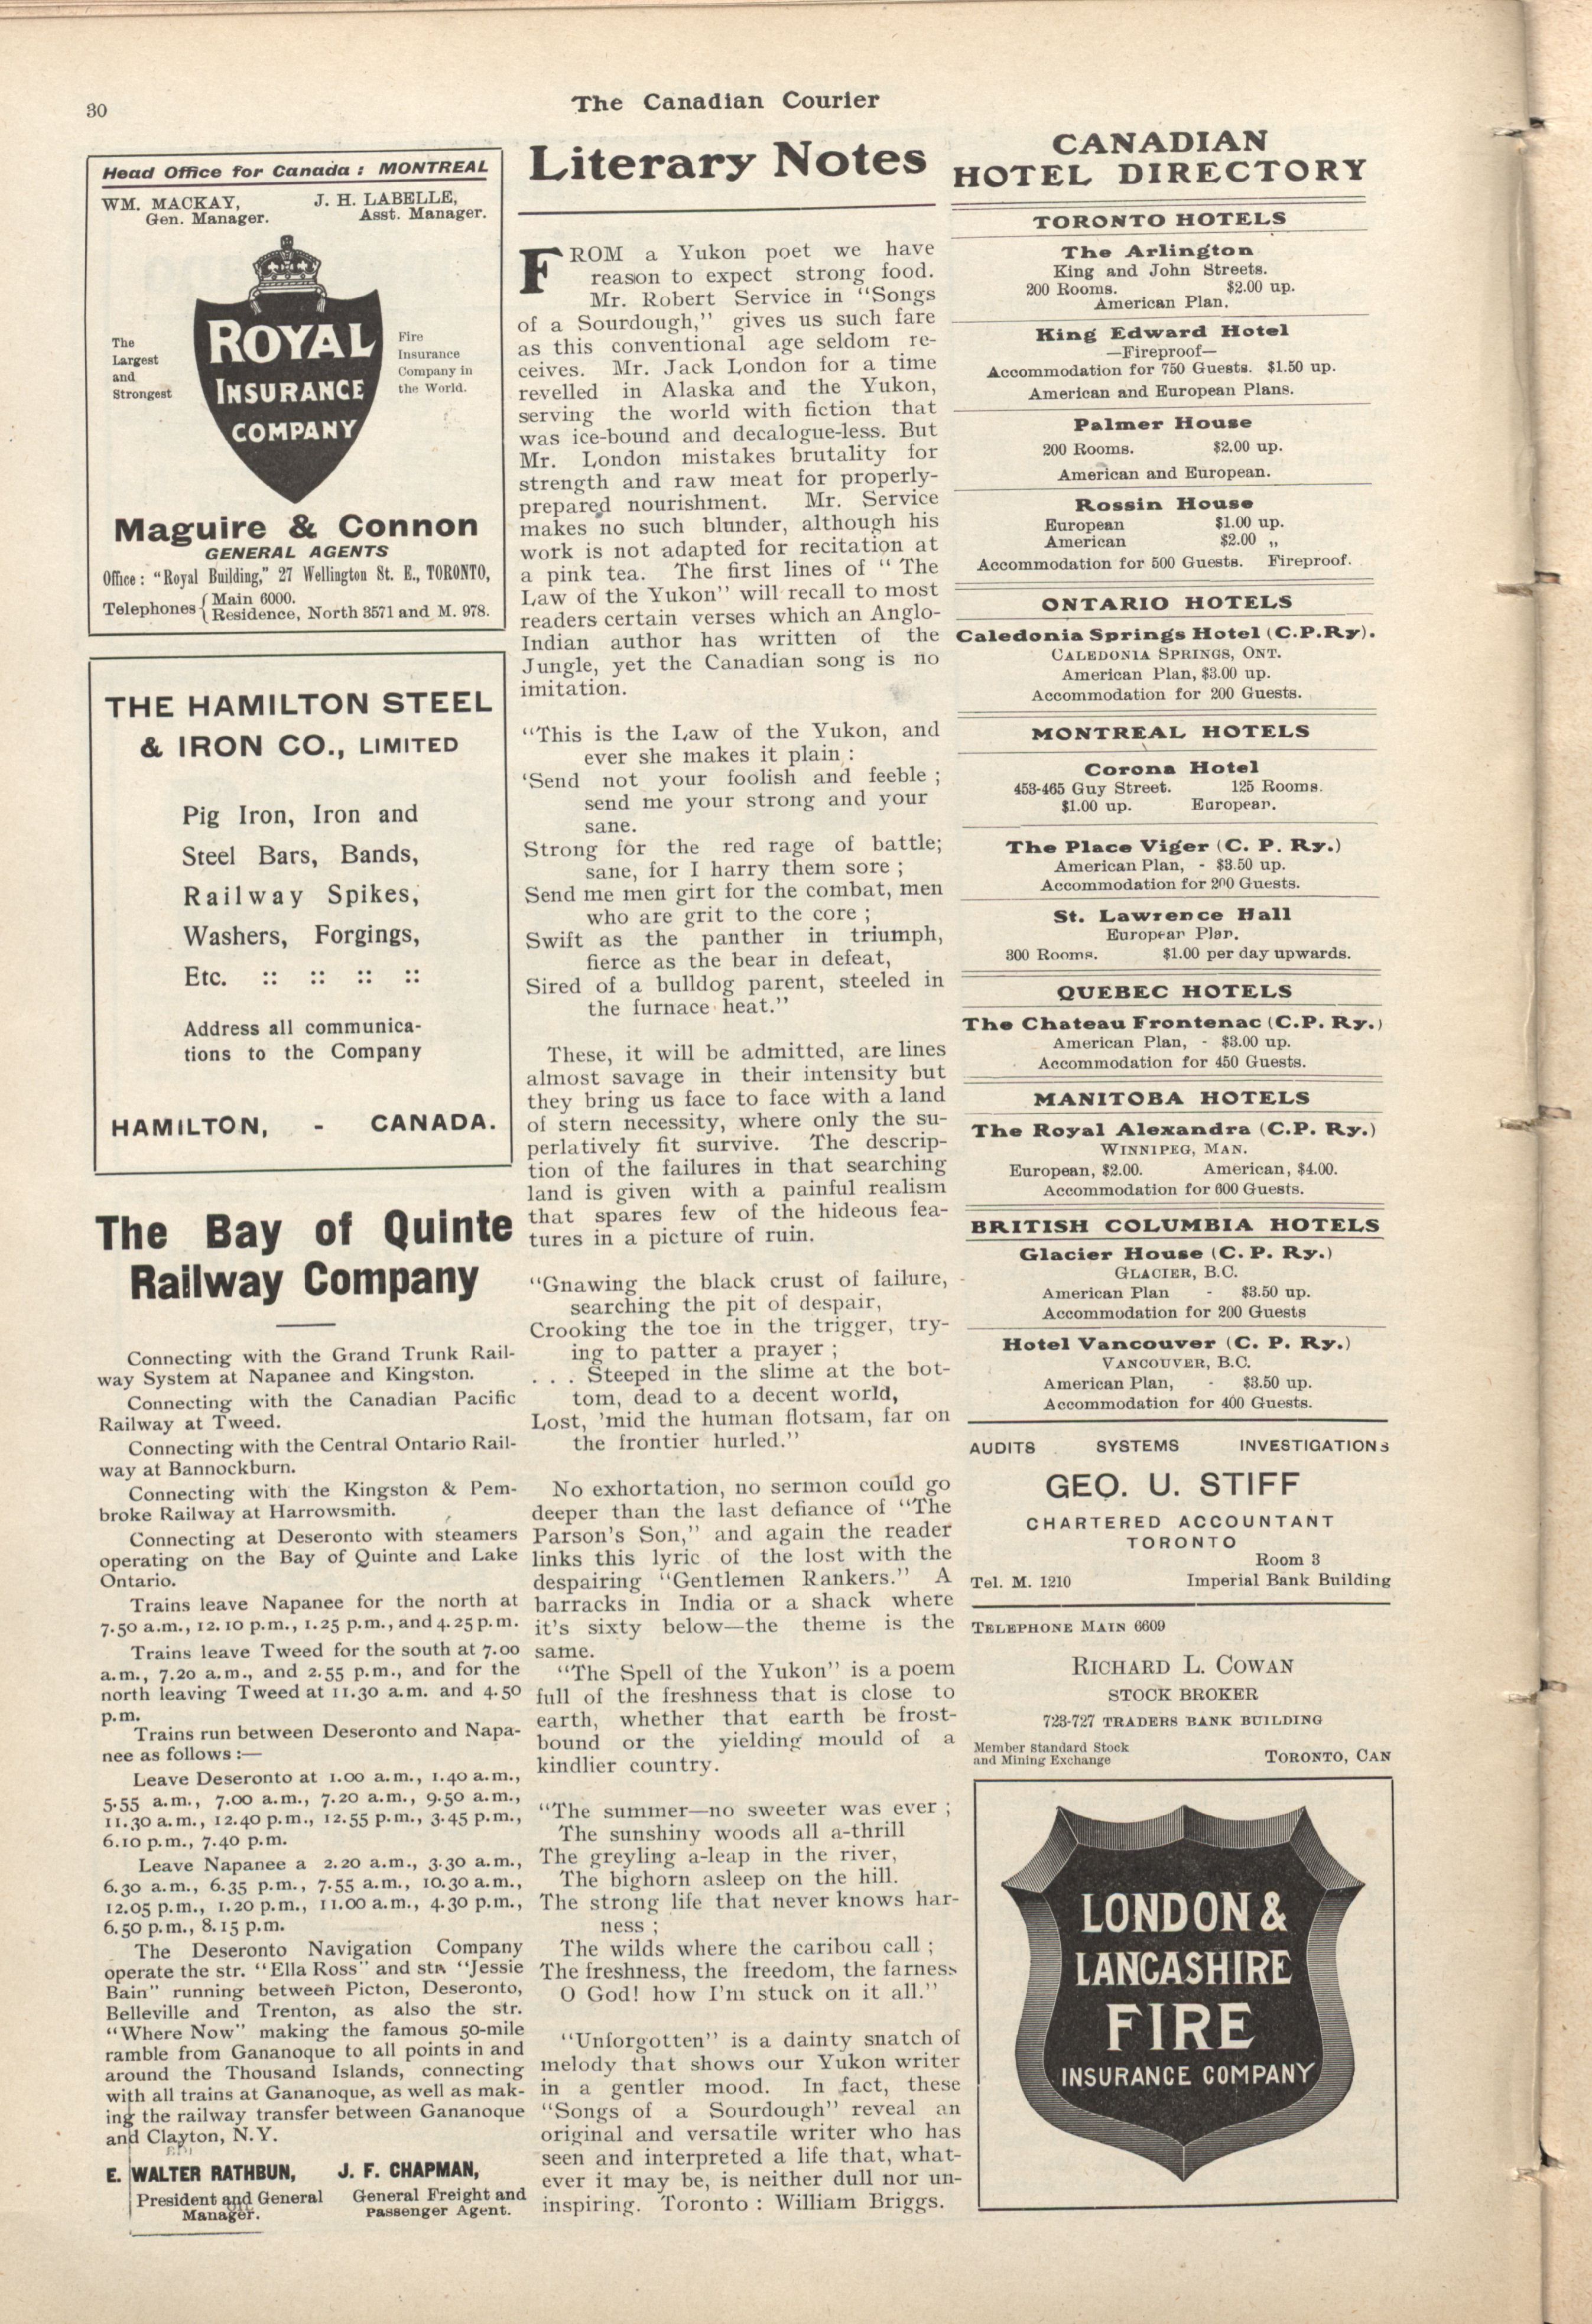 30
The Canadian Courier
Head Office for Canada : MONTREAL
WM. MACKAY,
Gen. Manager.
J. H. LABELLE,
Asst. Manager.
The
Largest
and
Strongest
ROYAL
INSURANCE
COMPANY
Fire
Insurance
Company in
the World.
Maguire & Connon
GENERAL AGENTS
Office : "Royal Building," 27 Wellington St. E., TORONTO,
Telephones { Main 6000.
Residence, North 3571 and M. 978.
THE HAMILTON STEEL
& IRON CO., LIMITED
Pig Iron, Iron and
Steel Bars, Bands,
Railway Spikes,
Washers, Forgings,
Etc. :: :: :: ::
Address all communica-
tions to the Company
HAMILTON, - CANADA.
The Bay of Quinte
Railway Company
Connecting with the Grand Trunk Rail-
way System at Napanee and Kingston.
Connecting with the Canadian Pacific
Railway at Tweed.
Connecting with the Central Ontario Rail-
way at Bannockburn.
Connecting with the Kingston & Pem-
broke Railway at Harrowsmith.
Connecting at Deseronto with steamers
operating on the Bay of Quinte and Lake
Ontario.
Trains leave Napanee for the north at
7.50 a.m., 12.10 p.m., 1.25 p.m., and 4.25 p.m.
Trains leave Tweed for the south at 7.00
a.m., 7.20 a.m., and 2.55 p.m., and for the
north leaving Tweed at 11.30 a.m. and 4.50
p.m.
Trains run between Deseronto and Napa-
nee as follows :—
Leave Deseronto at 1.00 a.m., 1.40 a.m.,
5.55 a.m., 7.00 a.m., 7.20 a.m., 9.50 a.m.,
11.30 a.m., 12.40 p.m., 12.55 p.m., 3.45 p.m.,
6.10 p.m., 7.40 p.m.
Leave Napanee a 2.20 a.m., 3.30 a.m.,
6.30 a.m., 6.35 p.m., 7.55 a.m., 10.30 a.m.,
12.05 p.m., 1.20 p.m., 11.00 a.m., 4.30 p.m.,
6.50 p.m., 8.15 p.m.
The Deseronto Navigation Company
operate the str. "Ella Ross" and str. "Jessie
Bain" running between Picton, Deseronto,
Belleville and Trenton, as also the str.
"Where Now" making the famous 50-mile
ramble from Gananoque to all points in and
around the Thousand Islands, connecting
with all trains at Gananoque, as well as mak-
ing the railway transfer between Gananoque
and Clayton, N.Y.
E. WALTER RATHBUN,
President and General
Manager.
J. F. CHAPMAN,
General Freight and
Passenger Agent.
Literary Notes
FROM a Yukon poet we have
reason to expect strong food.
Mr. Robert Service in "Songs
of a Sourdough," gives us such fare
as this conventional age seldom re-
ceives. Mr. Jack London for a time
revelled in Alaska and the Yukon,
serving the world with fiction that
was ice-bound and decalogue-less. But
Mr. London mistakes brutality for
strength and raw meat for properly-
prepared nourishment. Mr. Service
makes no such blunder, although his
work is not adapted for recitation at
a pink tea. The first lines of " The
Law of the Yukon" will recall to most
readers certain verses which an Anglo-
Indian author has written of the
Jungle, yet the Canadian song is no
imitation.
"This is the Law of the Yukon, and
ever she makes it plain :
'Send not your foolish and feeble ;
send me your strong and your
sane.
Strong for the red rage of battle;
sane, for I harry them sore ;
Send me men girt for the combat, men
who are grit to the core ;
Swift as the panther in triumph,
fierce as the bear in defeat,
Sired of a bulldog parent, steeled in
the furnace heat."
These, it will be admitted, are lines
almost savage in their intensity but
they bring us face to face with a land
of stern necessity, where only the su-
perlatively fit survive. The descrip-
tion of the failures in that searching
land is given with a painful realism
that spares few of the hideous fea-
tures in a picture of ruin.
"Gnawing the black crust of failure,
searching the pit of despair,
Crooking the toe in the trigger, try-
ing to patter a prayer ;
. . . Steeped in the slime at the bot-
tom, dead to a decent world,
Lost, 'mid the human flotsam, far on
the frontier hurled."
No exhortation, no sermon could go
deeper than the last defiance of "The
Parson's Son," and again the reader
links this lyric of the lost with the
despairing "Gentlemen Rankers." A
barracks in India or a shack where
it's sixty below—the theme is the
same.
"The Spell of the Yukon" is a poem
full of the freshness that is close to
earth, whether that earth be frost-
bound or the yielding mould of a
kindlier country.
"The summer—no sweeter was ever ;
The sunshiny woods all a-thrill
The greyling a-leap in the river,
The bighorn asleep on the hill.
The strong life that never knows har-
ness ;
The wilds where the caribou call ;
The freshness, the freedom, the farness
O God! how I'm stuck on it all."
"Unforgotten" is a dainty snatch of
melody that shows our Yukon writer
in a gentler mood. In fact, these
"Songs of a Sourdough" reveal an
original and versatile writer who has
seen and interpreted a life that, what-
ever it may be, is neither dull nor un-
inspiring. Toronto : William Briggs.
CANADIAN
HOTEL DIRECTORY
TORONTO HOTELS
The Arlington
King and John Streets.
200 Rooms. $2.00 up.
American Plan.
King Edward Hotel
—Fireproof—
Accommodation for 750 Guests. $1.50 up.
American and European Plans.
Palmer House
200 Rooms. $2.00 up.
American and European.
Rossin House
European $1.00 up.
American $2.00 „
Accommodation for 500 Guests. Fireproof.
ONTARIO HOTELS
Caledonia Springs Hotel (C.P.Ry).
CALEDONIA SPRINGS, ONT.
American Plan, $3.00 up.
Accommodation for 200 Guests.
MONTREAL HOTELS
Corona Hotel
453-465 Guy Street. 125 Rooms.
$1.00 up. European.
The Place Viger (C. P. Ry.)
American Plan, - $3.50 up.
Accommodation for 200 Guests.
St. Lawrence Hall
European Plan.
300 Rooms. $1.00 per day upwards.
QUEBEC HOTELS
The Chateau Frontenac (C.P. Ry.)
American Plan, - $3.00 up.
Accommodation for 450 Guests.
MANITOBA HOTELS
The Royal Alexandra (C.P. Ry.)
WINNIPEG, MAN.
European, $2.00. American, $4.00.
Accommodation for 600 Guests.
BRITISH COLUMBIA HOTELS
Glacier House (C. P. Ry.)
GLACIER, B.C.
American Plan - $3.50 up.
Accommodation for 200 Guests
Hotel Vancouver (C. P. Ry.)
VANCOUVER, B.C.
American Plan, - $3.50 up.
Accommodation for 400 Guests.
AUDITS SYSTEMS INVESTIGATIONS
GEO. U. STIFF
CHARTERED ACCOUNTANT
TORONTO
Room 3
Tel. M. 1210 Imperial Bank Building
TELEPHONE MAIN 6609
RICHARD L. COWAN
STOCK BROKER
723-727 TRADERS BANK BUILDING
Member Standard Stock
and Mining Exchange
TORONTO, CAN
LONDON &
LANCASHIRE
FIRE
INSURANCE COMPANY